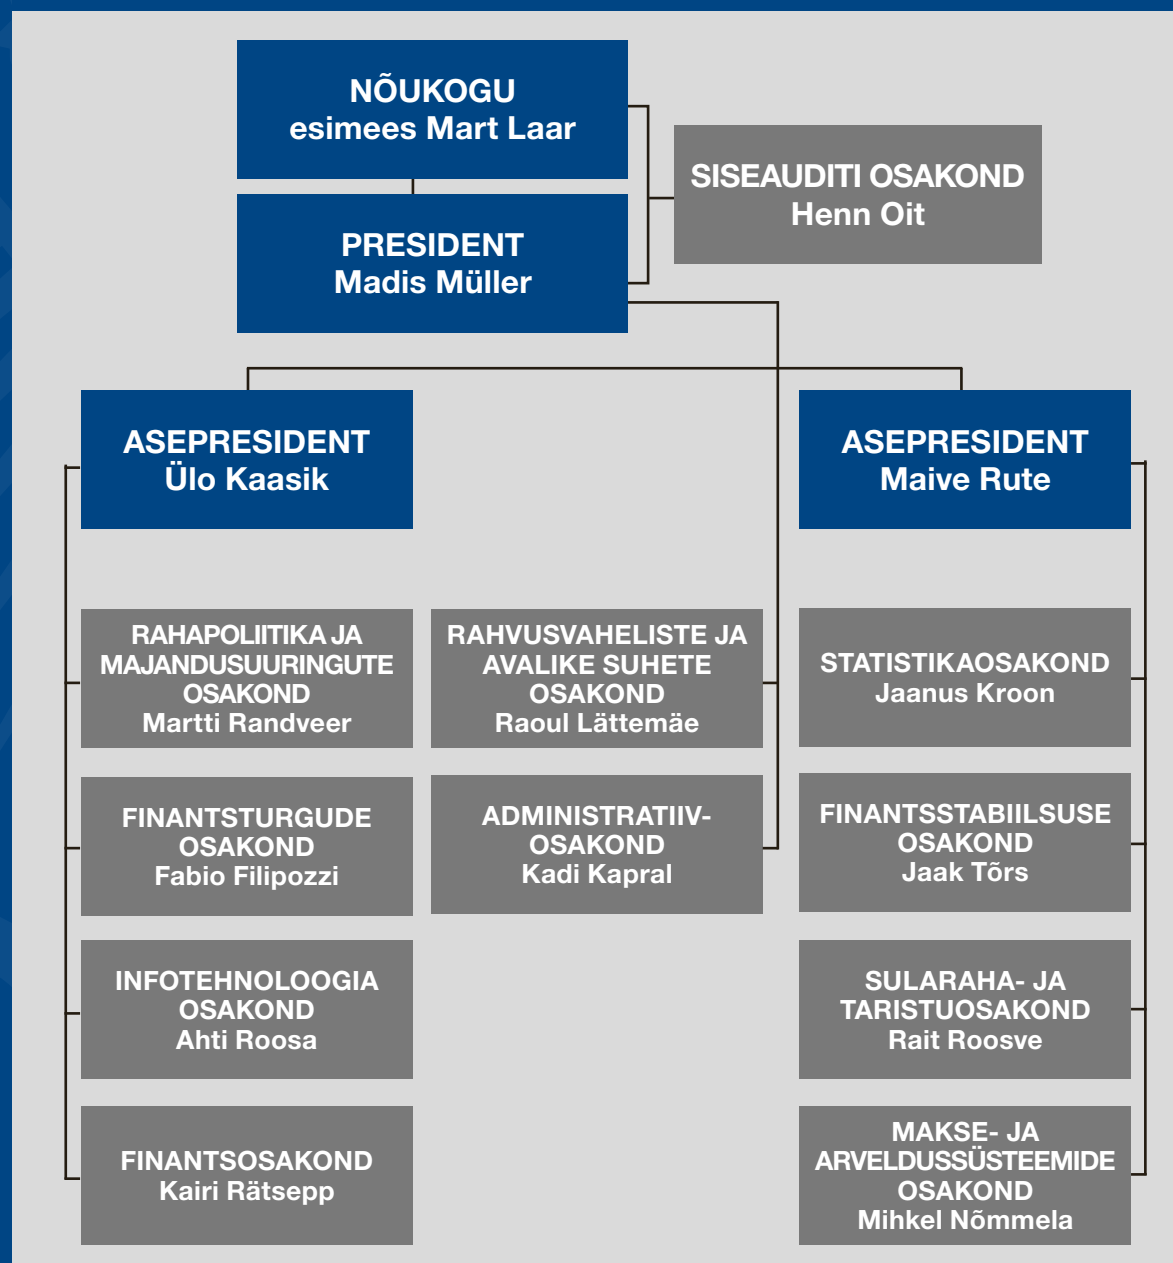 NÕUKOGU
esimees Mart Laar
SISEAUDITI OSAKOND
Henn Oit
PRESIDENT
Madis Müller
ASEPRESIDENT
Ülo Kaasik
ASEPRESIDENT
Maive Rute
RAHAPOLIITIKA JA
MAJANDUSUURINGUTE
OSAKOND
Martti Randveer
RAHVUSVAHELISTE JA
AVALIKE SUHETE
OSAKOND
Raoul Lättemäe
STATISTIKAOSAKOND
Jaanus Kroon
FINANTSTURGUDE
OSAKOND
Fabio Filipozzi
ADMINISTRATIIV-
OSAKOND
Kadi Kapral
FINANTSSTABIILSUSE
OSAKOND
Jaak Tõrs
INFOTEHNOLOOGIA
OSAKOND
Ahti Roosa
SULARAHA- JA
TARISTUOSAKOND
Rait Roosve
FINANTSOSAKOND
Kairi Rätsepp
MAKSE- JA
ARVELDUSSÜSTEEMIDE
OSAKOND
Mihkel Nõmmela